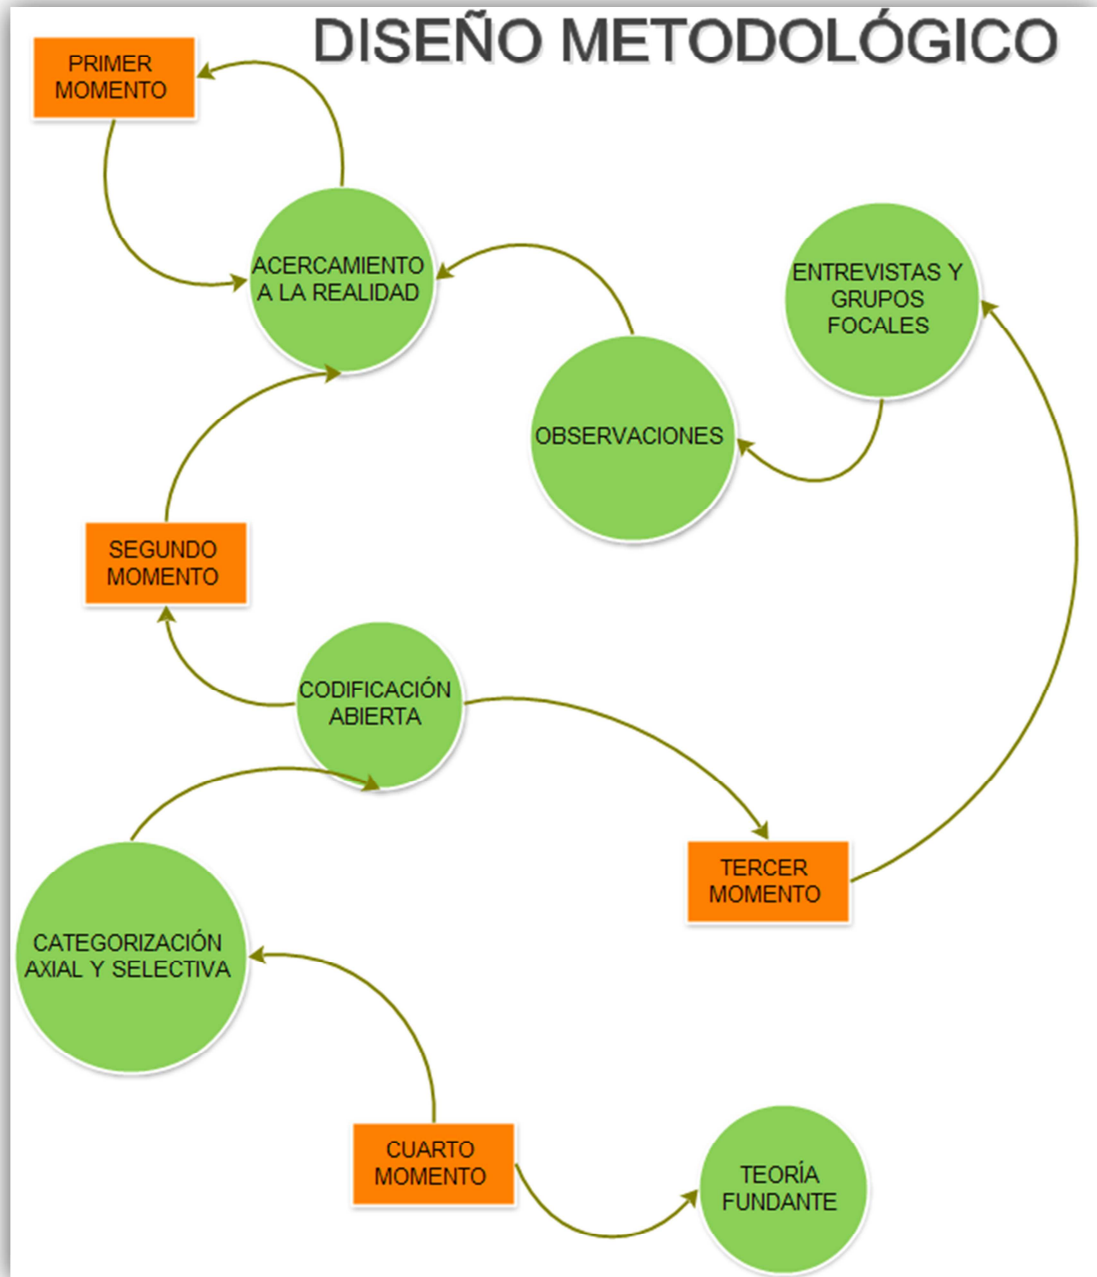 DISEÑO METODOLÓGICO
PRIMER
MOMENTO
ACERCAMIENTO
A LA REALIDAD
ENTREVISTAS Y
GRUPOS
FOCALES
OBSERVACIONES
SEGUNDO
MOMENTO
CODIFICACIÓN
ABIERTA
TERCER
MOMENTO
CATEGORIZACIÓN
AXIAL Y SELECTIVA
CUARTO
MOMENTO
TEORÍA
FUNDANTE